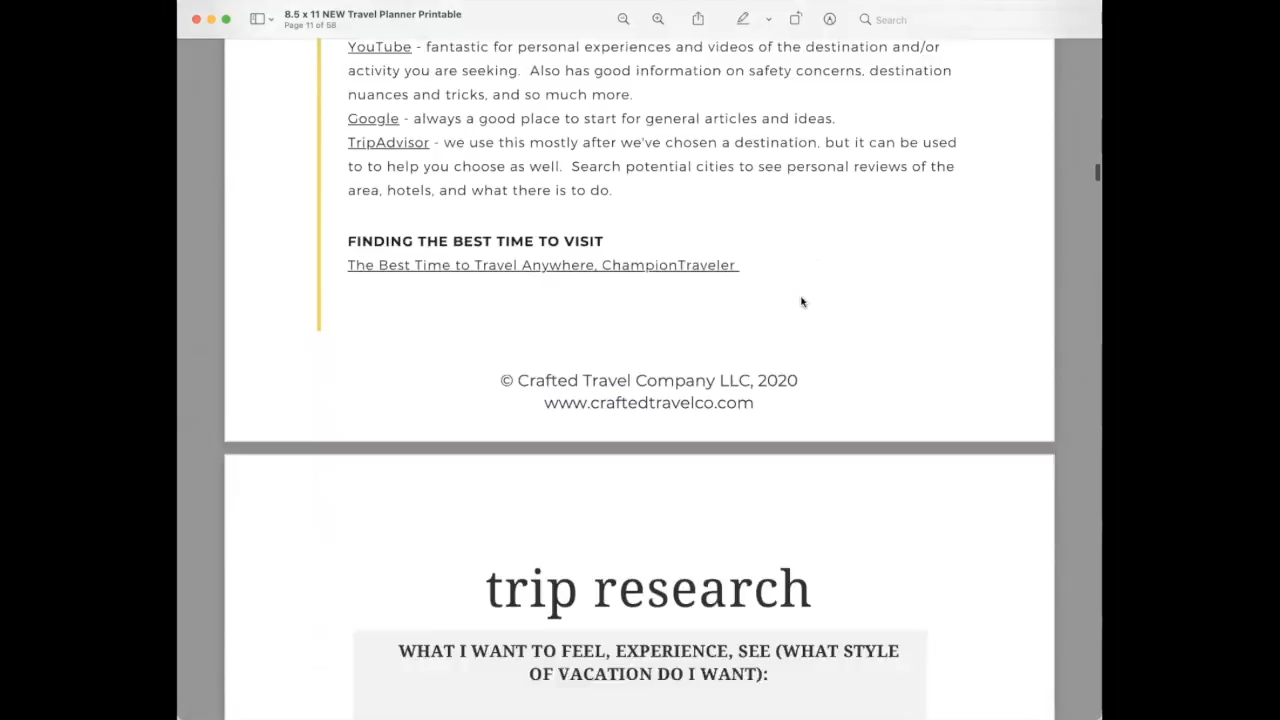 8.5 x 11 NEW Travel Planner Printable
Page 11 of 58
Search
YouTube - fantastic for personal experiences and videos of the destination and/or
activity you are seeking. Also has good information on safety concerns, destination
nuances and tricks, and so much more.
Google - always a good place to start for general articles and ideas.
TripAdvisor - we use this mostly after we've chosen a destination, but it can be used
to to help you choose as well. Search potential cities to see personal reviews of the
area, hotels, and what there is to do.
FINDING THE BEST TIME TO VISIT
The Best Time to Travel Anywhere, ChampionTraveler
© Crafted Travel Company LLC, 2020
www.craftedtravelco.com
trip research
WHAT I WANT TO FEEL, EXPERIENCE, SEE (WHAT STYLE
OF VACATION DO I WANT):